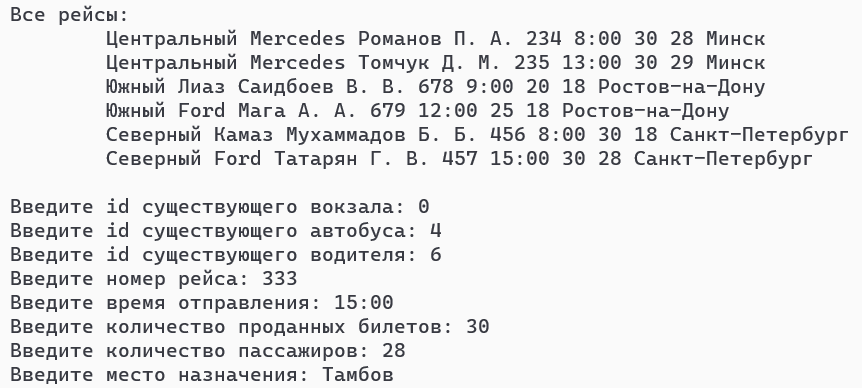 Все рейсы:
Центральный Mercedes Романов П. А. 234 8:00 30 28 Минск
Центральный Mercedes Томчук Д. М. 235 13:00 30 29 Минск
Южный Лиаз Саидбоев В. В. 678 9:00 20 18 Ростов-на-Дону
Южный Ford Мага А. А. 679 12:00 25 18 Ростов-на-Дону
Северный Камаз Мухаммадов Б. Б. 456 8:00 30 18 Санкт-Петербург
Северный Ford Татарян Г. В. 457 15:00 30 28 Санкт-Петербург
Введите id существующего вокзала: 0
Введите id существующего автобуса: 4
Введите id существующего водителя: 6
Введите номер рейса: 333
Введите время отправления: 15:00
Введите количество проданных билетов: 30
Введите количество пассажиров: 28
Введите место назначения: Тамбов